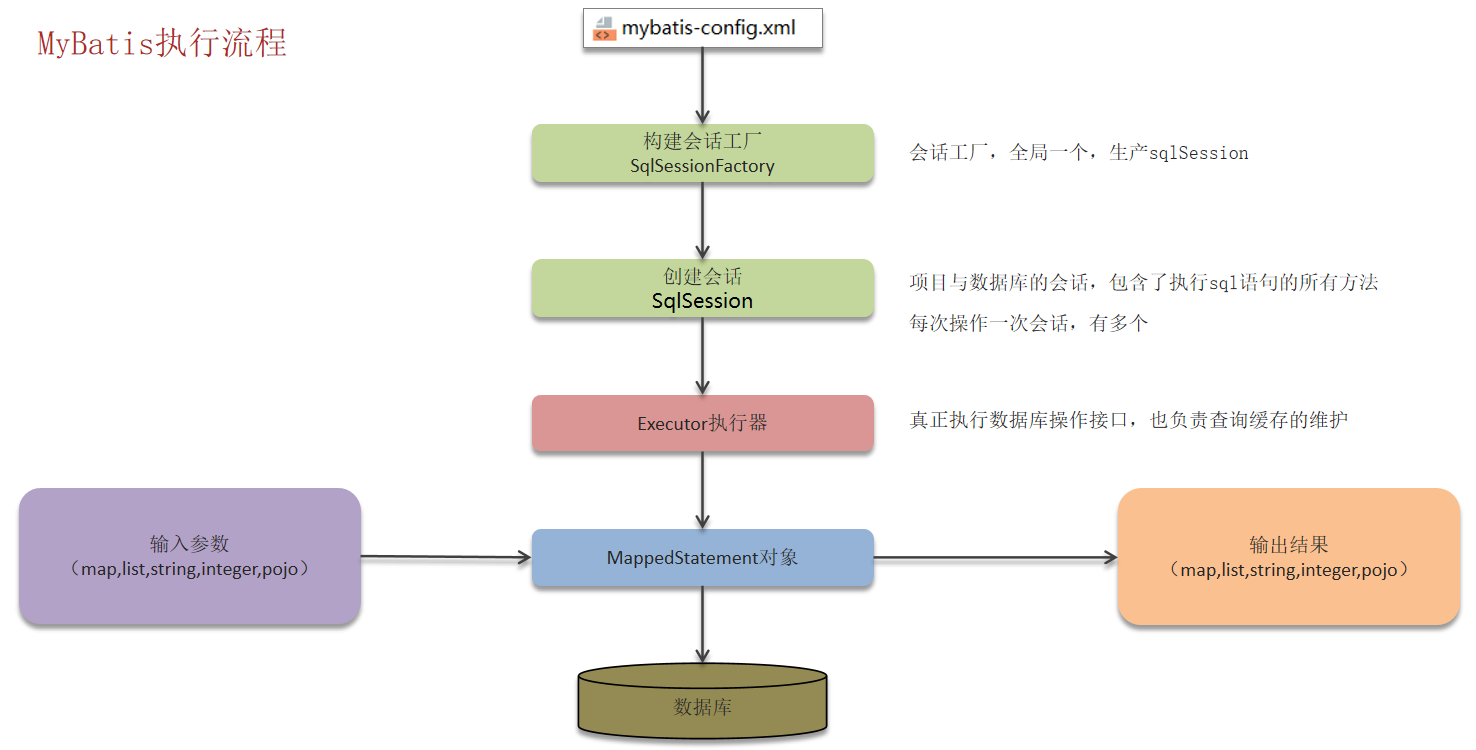 MyBatis执行流程
mybatis-config.xml
构建会话工厂
SqlSessionFactory
会话工厂，全局一个，生产sqlSession
创建会话
SqlSession
项目与数据库的会话，包含了执行sql语句的所有方法
每次操作一次会话，有多个
Executor执行器
真正执行数据库操作接口，也负责查询缓存的维护
输入参数
（map,list,string,integer,pojo）
MappedStatement对象
输出结果
（map,list,string,integer,pojo）
数据库